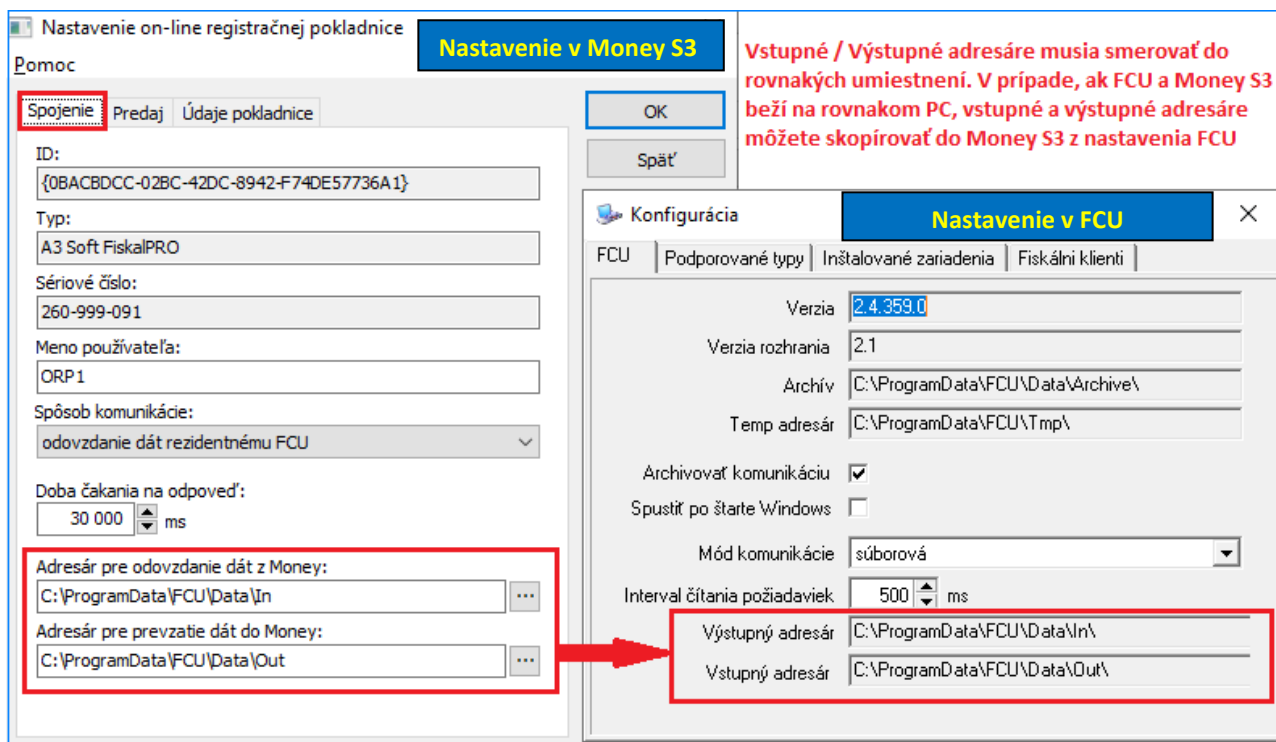 Nastavenie on-line registračnej pokladnice
Nastavenie v Money S3
Pomoc
Spojenie
Predaj
Údaje pokladnice
OK
Späť
ID:
{0BACBDCC-02BC-42DC-8942-F74DE57736A1}
Typ:
A3 Soft FiskalPRO
Sériové číslo:
260-999-091
Meno používateľa:
ORP1
Spôsob komunikácie:
odovzdanie dát rezidentnému FCU
Doba čakania na odpoveď:
30 000 ms
Adresár pre odovzdanie dát z Money:
C:\ProgramData\FCU\Data\In
...
Adresár pre prevzatie dát do Money:
C:\ProgramData\FCU\Data\Out
...
Vstupné / Výstupné adresáre musia smerovať do
rovnakých umiestnení. V prípade, ak FCU a Money S3
beží na rovnakom PC, vstupné a výstupné adresáre
môžete skopírovať do Money S3 z nastavenia FCU
Konfigurácia
Nastavenie v FCU
FCU
Podporované typy
Inštalované zariadenia
Fiskálni klienti
Verzia 2.4.359.0
Verzia rozhrania 2.1
Archív C:\ProgramData\FCU\Data\Archive\
Temp adresár C:\ProgramData\FCU\Tmp\
Archivovať komunikáciu
Spustiť po štarte Windows
Mód komunikácie súborová
Interval čítania požiadaviek 500 ms
Výstupný adresár C:\ProgramData\FCU\Data\In\
Vstupný adresár C:\ProgramData\FCU\Data\Out\